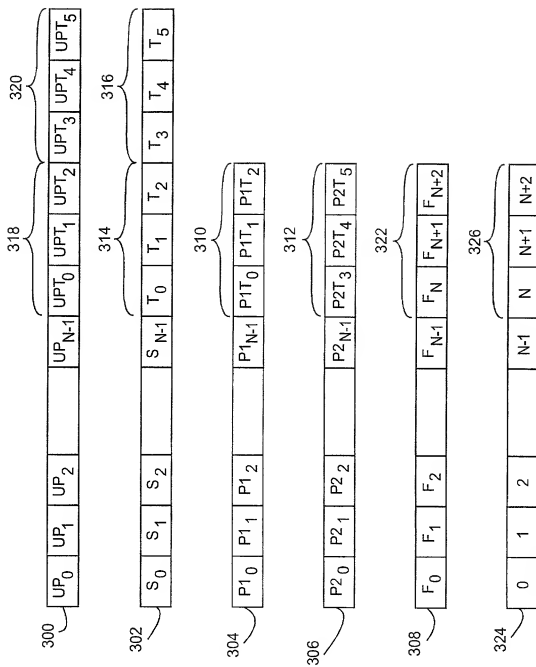 318 320
300 UP0 UP1 UP2 UPN-1 UPT0 UPT1 UPT2 UPT3 UPT4 UPT5
314 316
302 S0 S1 S2 SN-1 T0 T1 T2 T3 T4 T5
310
304 P10 P11 P12 P1N-1 P1T0 P1T1 P1T2
312
306 P20 P21 P22 P2N-1 P2T3 P2T4 P2T5
322
308 F0 F1 F2 FN-1 FN FN+1 FN+2
326
324 0 1 2 N-1 N N+1 N+2